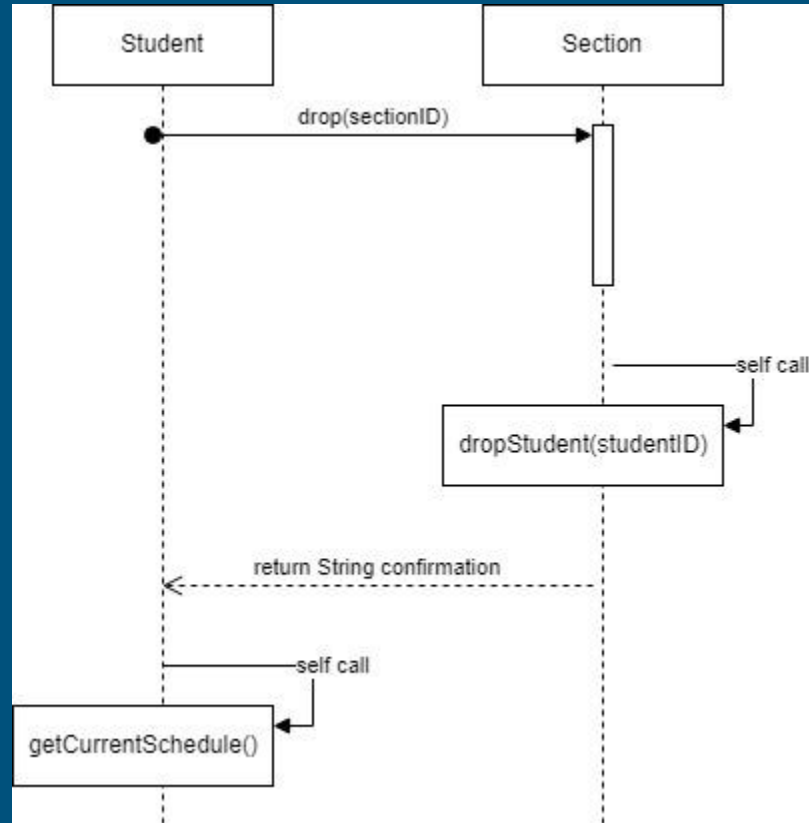 Student
Section
drop(sectionID)
self call
dropStudent(studentID)
return String confirmation
self call
getCurrentSchedule()